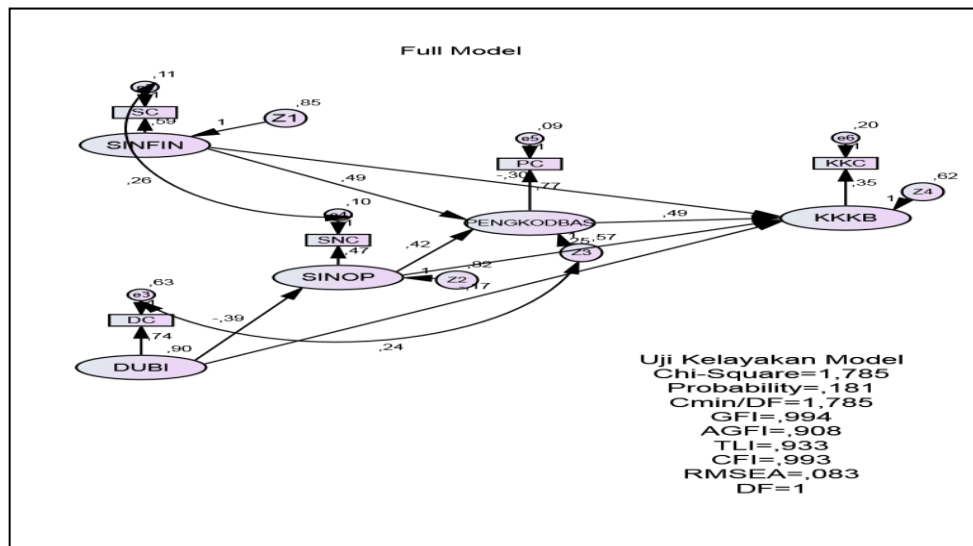 Full Model
,11
SC
,59
1
,85
Z1
SINFIN
,09
e5
PC
-,30
,77
,20
e6
1
KKC
,35
,62
Z4
1
KKKB
,26
,49
,10
1
SNC
,47
PENGKODBAS
,49
,42
,57
,25
Z3
SINOP
1
Z2
,17
,63
e3
DC
,74
-,39
,90
,24
DUBI
Uji Kelayakan Model
Chi-Square=1,785
Probability=,181
Cmin/DF=1,785
GFI=,994
AGFI=,908
TLI=,933
CFI=,993
RMSEA=,083
DF=1